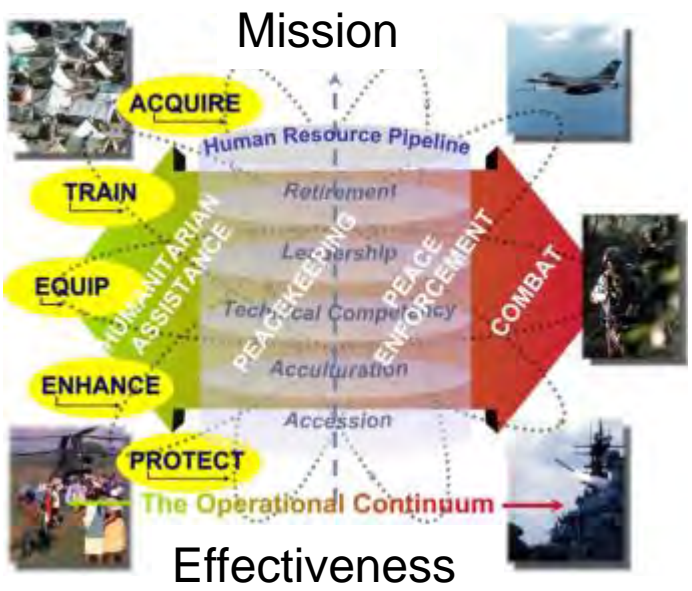 Mission
ACQUIRE
Human Resource Pipeline
TRAIN
Retirement
Leadership
EQUIP
Technical Competency
HUMANITARIAN
ASSISTANCE
PEACEKEEPING
PEACE
ENFORCEMENT
COMBAT
ENHANCE
Acculturation
Accession
PROTECT
The Operational Continuum
Effectiveness